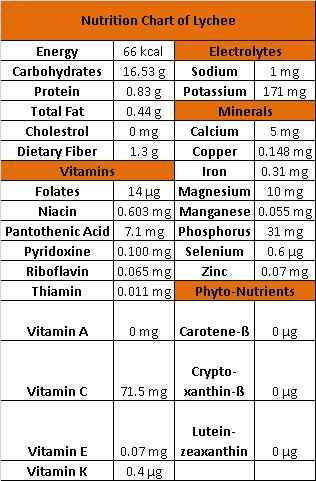 Nutrition Chart of Lychee
Energy 66 kcal Electrolytes
Carbohydrates 16.53 g Sodium 1 mg
Protein 0.83 g Potassium 171 mg
Total Fat 0.44 g Minerals
Cholestrol 0 mg Calcium 5 mg
Dietary Fiber 1.3 g Copper 0.148 mg
Vitamins Iron 0.31 mg
Folates 14 µg Magnesium 10 mg
Niacin 0.603 mg Manganese 0.055 mg
Pantothenic Acid 7.1 mg Phosphorus 31 mg
Pyridoxine 0.100 mg Selenium 0.6 µg
Riboflavin 0.065 mg Zinc 0.07 mg
Thiamin 0.011 mg Phyto-Nutrients
Vitamin A 0 mg Carotene-ß 0 µg
Crypto-
Vitamin C 71.5 mg xanthin-ß 0 µg
Lutein-
Vitamin E 0.07 mg zeaxanthin 0 µg
Vitamin K 0.4 µg